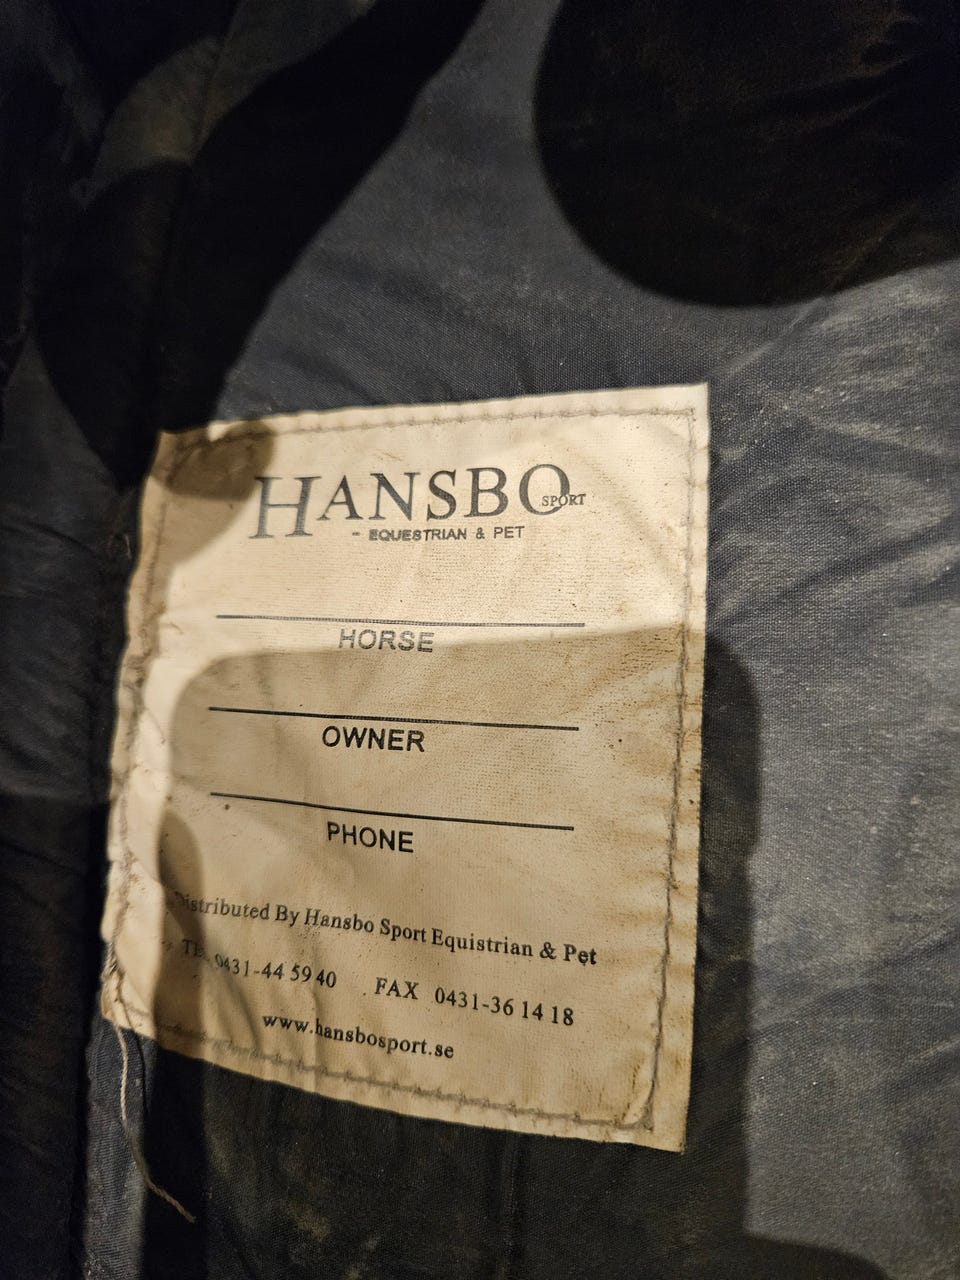 HANSBO SPORT
- EQUESTRIAN & PET
HORSE
OWNER
PHONE
Distributed By Hansbo Sport Equistrian & Pet
TEL 0431-44 59 40 FAX 0431-36 14 18
www.hansbosport.se